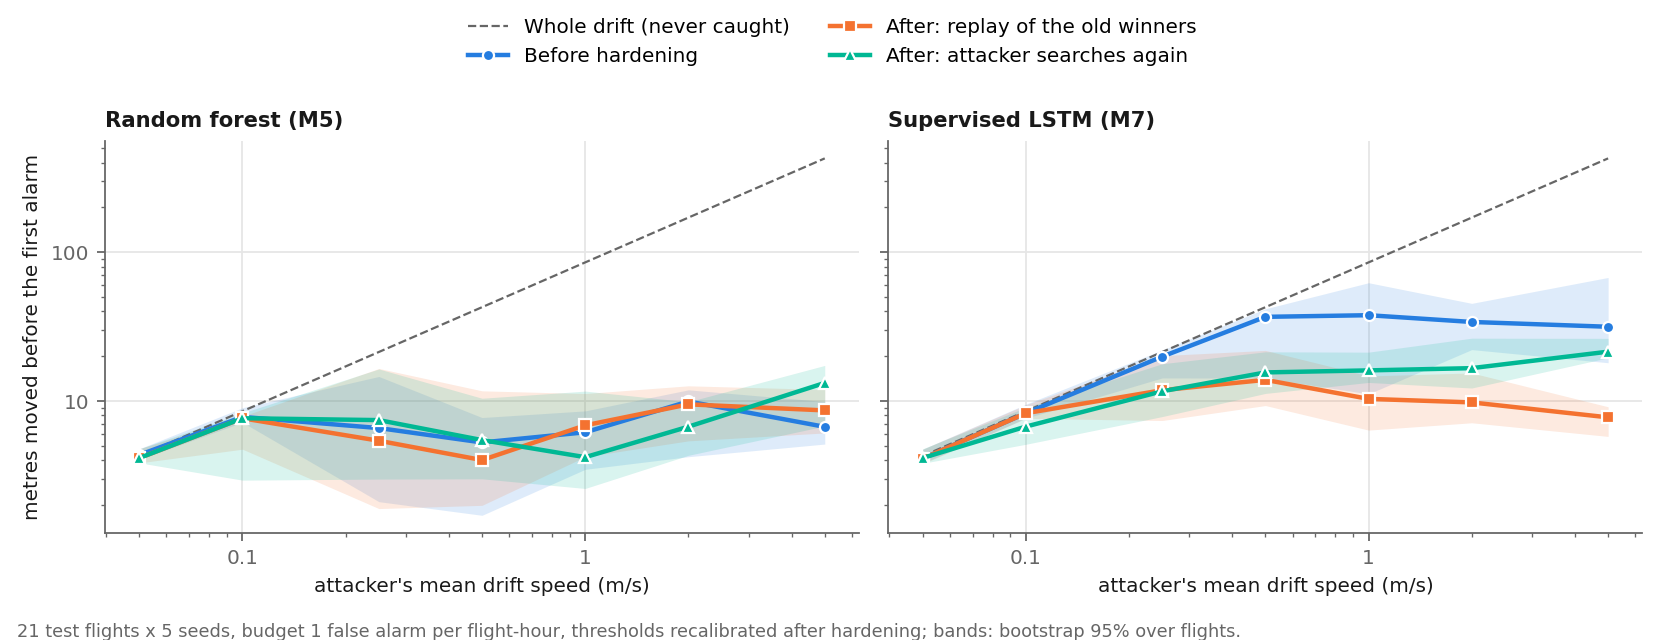 Whole drift (never caught)
Before hardening
After: replay of the old winners
After: attacker searches again
Random forest (M5)
Supervised LSTM (M7)
metres moved before the first alarm
100
10
0.1
1
0.1
1
attacker's mean drift speed (m/s)
attacker's mean drift speed (m/s)
21 test flights x 5 seeds, budget 1 false alarm per flight-hour, thresholds recalibrated after hardening; bands: bootstrap 95% over flights.